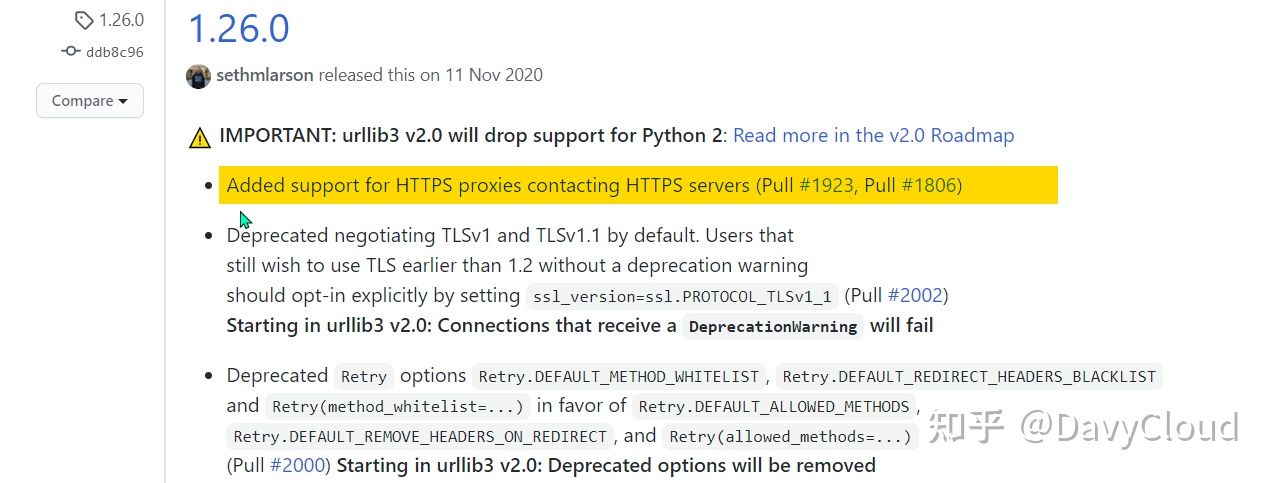 1.26.0
ddb8c96
Compare
1.26.0
sethmlarson released this on 11 Nov 2020
IMPORTANT: urllib3 v2.0 will drop support for Python 2: Read more in the v2.0 Roadmap
• Added support for HTTPS proxies contacting HTTPS servers (Pull #1923, Pull #1806)
• Deprecated negotiating TLSv1 and TLSv1.1 by default. Users that
still wish to use TLS earlier than 1.2 without a deprecation warning
should opt-in explicitly by setting ssl_version=ssl.PROTOCOL_TLSv1_1 (Pull #2002)
Starting in urllib3 v2.0: Connections that receive a DeprecationWarning will fail
• Deprecated Retry options Retry.DEFAULT_METHOD_WHITELIST, Retry.DEFAULT_REDIRECT_HEADERS_BLACKLIST
and Retry(method_whitelist=...) in favor of Retry.DEFAULT_ALLOWED_METHODS,
Retry.DEFAULT_REMOVE_HEADERS_ON_REDIRECT, and Retry(allowed_methods=...)
(Pull #2000) Starting in urllib3 v2.0: Deprecated options will be removed
知乎 @DavyCloud